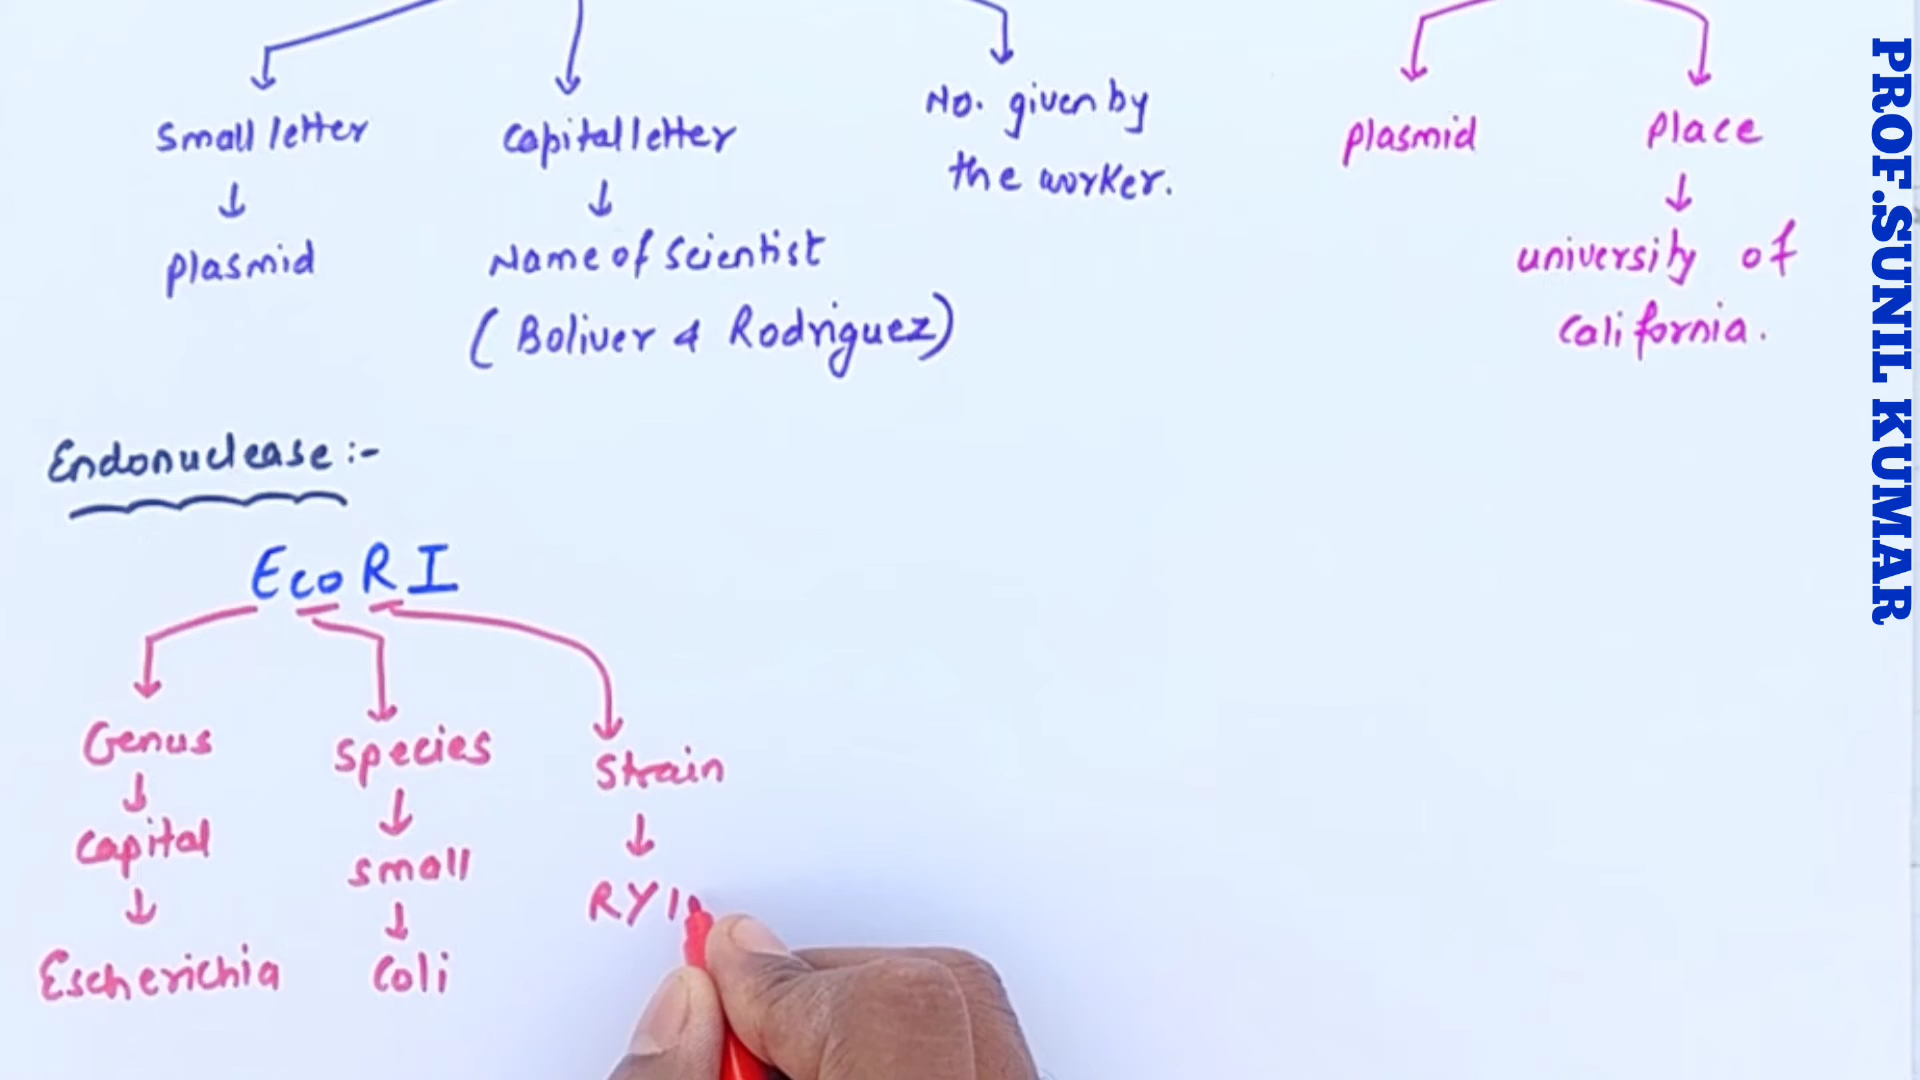 Small letter
↓
Plasmid
Capital letter
↓
Name of Scientist
( Boliver & Rodriguez)
No. given by
the worker.
Plasmid
Place
↓
university of
California.
Endonuclease :-
EcoRI
Genus
↓
Capital
↓
Escherichia
Species
↓
small
↓
Coli
Strain
↓
RY1
PROF.SUNIL KUMAR